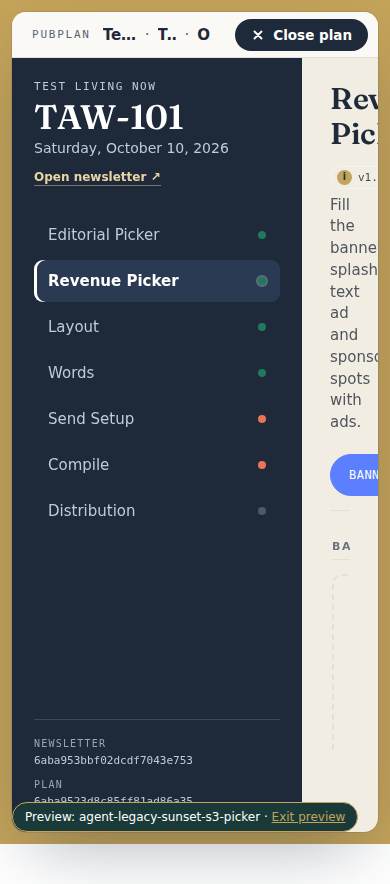 PUBPLAN Te... · T.. · O × Close plan
TEST LIVING NOW
TAW-101
Saturday, October 10, 2026
Open newsletter ↗
Editorial Picker
Revenue Picker
Layout
Words
Send Setup
Compile
Distribution
NEWSLETTER
6aba953bbf02dcdf7043e753
PLAN
Preview: agent-legacy-sunset-s3-picker · Exit preview
Rev
Pic
i v1.
Fill
the
banne
splash
text
ad
and
sponso
spots
with
ads.
BANN
BA